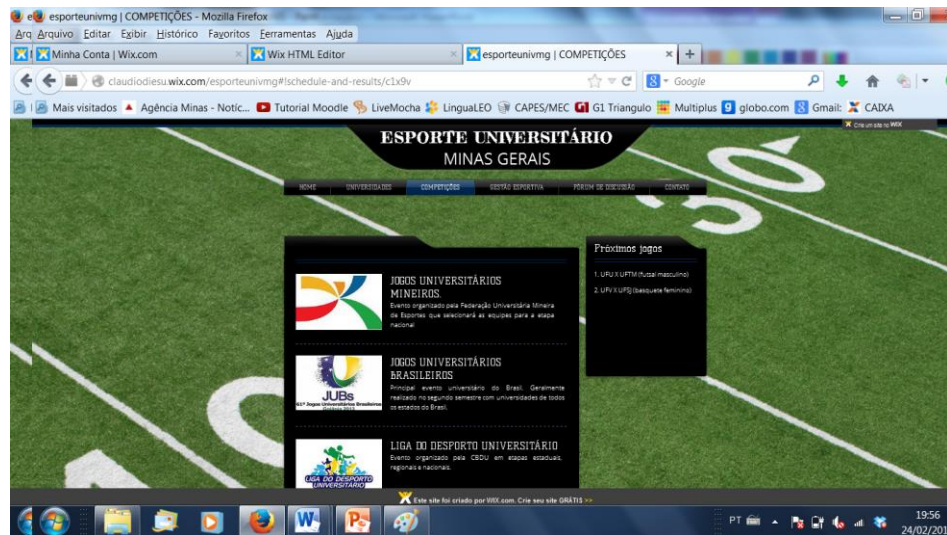 esporteunivmg | COMPETIÇÕES - Mozilla Firefox
Arquivo Editar Exibir Histórico Favoritos Ferramentas Ajuda
Minha Conta | Wix.com × Wix HTML Editor × esporteunivmg | COMPETIÇÕES × +
claudiodiesu.wix.com/esporteunivmg#!schedule-and-results/c1x9v Google
Mais visitados Agência Minas - Notíc... Tutorial Moodle LiveMocha LinguaLEO CAPES/MEC G1 Triangulo Multiplus globo.com Gmail: CAIXA
Crie um site no WIX
ESPORTE UNIVERSITÁRIO
MINAS GERAIS
HOME UNIVERSIDADES COMPETIÇÕES GESTÃO ESPORTIVA FÓRUM DE DISCUSSÃO CONTATO
Próximos jogos
1. UFU X UFTM (futsal masculino)
2. UFV X UFSJ (basquete feminino)
JOGOS UNIVERSITÁRIOS
MINEIROS.
Evento organizado pela Federação Universitária Mineira
de Esportes que selecionará as equipes para a etapa
nacional
JUBs
61º Jogos Universitários Brasileiros
Goiânia 2013
JOGOS UNIVERSITÁRIOS
BRASILEIROS
Principal evento universitário do Brasil. Geralmente
realizado no segundo semestre com universidades de todos
os estados do Brasil.
LIGA DO DESPORTO
UNIVERSITÁRIO
LIGA DO DESPORTO UNIVERSITÁRIO
Evento organizado pela CBDU em etapas estaduais,
regionais e nacionais.
Este site foi criado por WIX.com. Crie seu site GRÁTIS >>
PT
19:56
24/02/201